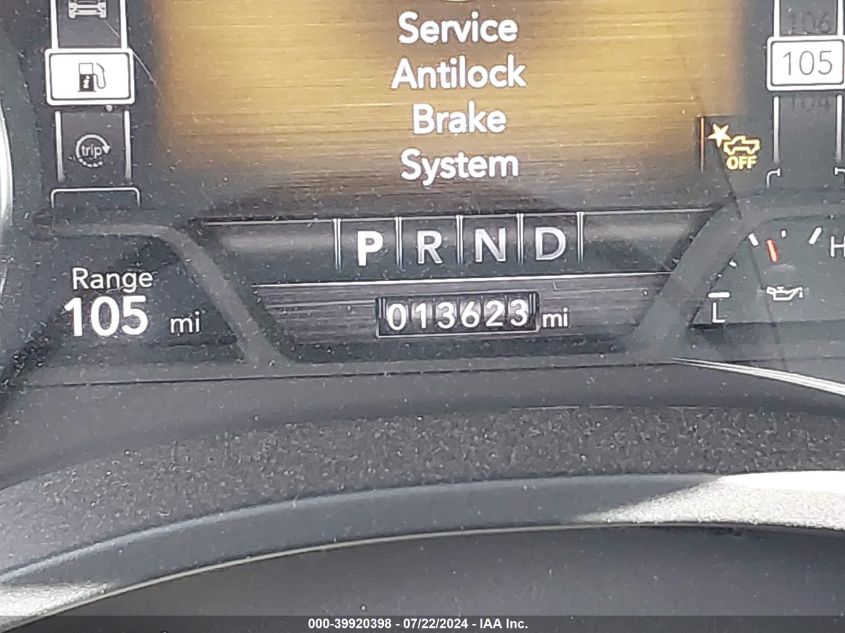 Service
Antilock
Brake
System
106
105
104
trip
OFF
P R N D
Range
105 mi
013623 mi
H
L
000-39920398 - 07/22/2024 - IAA Inc.